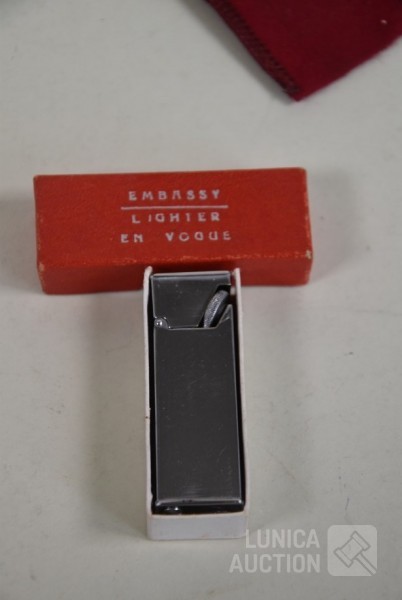 EMBASSY
LIGHTER
EN VOGUE
LUNICA
AUCTION